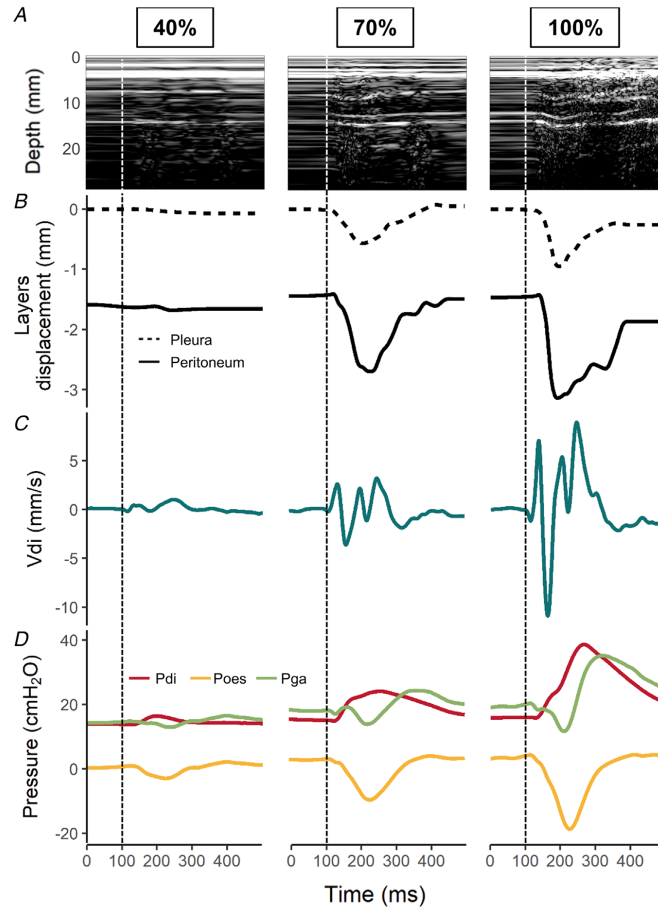 A
40%
70%
100%
Depth (mm)
0
10
20
B
Layers displacement (mm)
0
-1
-2
-3
Pleura
Peritoneum
C
Vdi (mm/s)
5
0
-5
-10
D
Pressure (cmH₂O)
40
20
0
-20
Pdi
Poes
Pga
0 100 200 300 400
0 100 200 300 400
0 100 200 300 400
Time (ms)